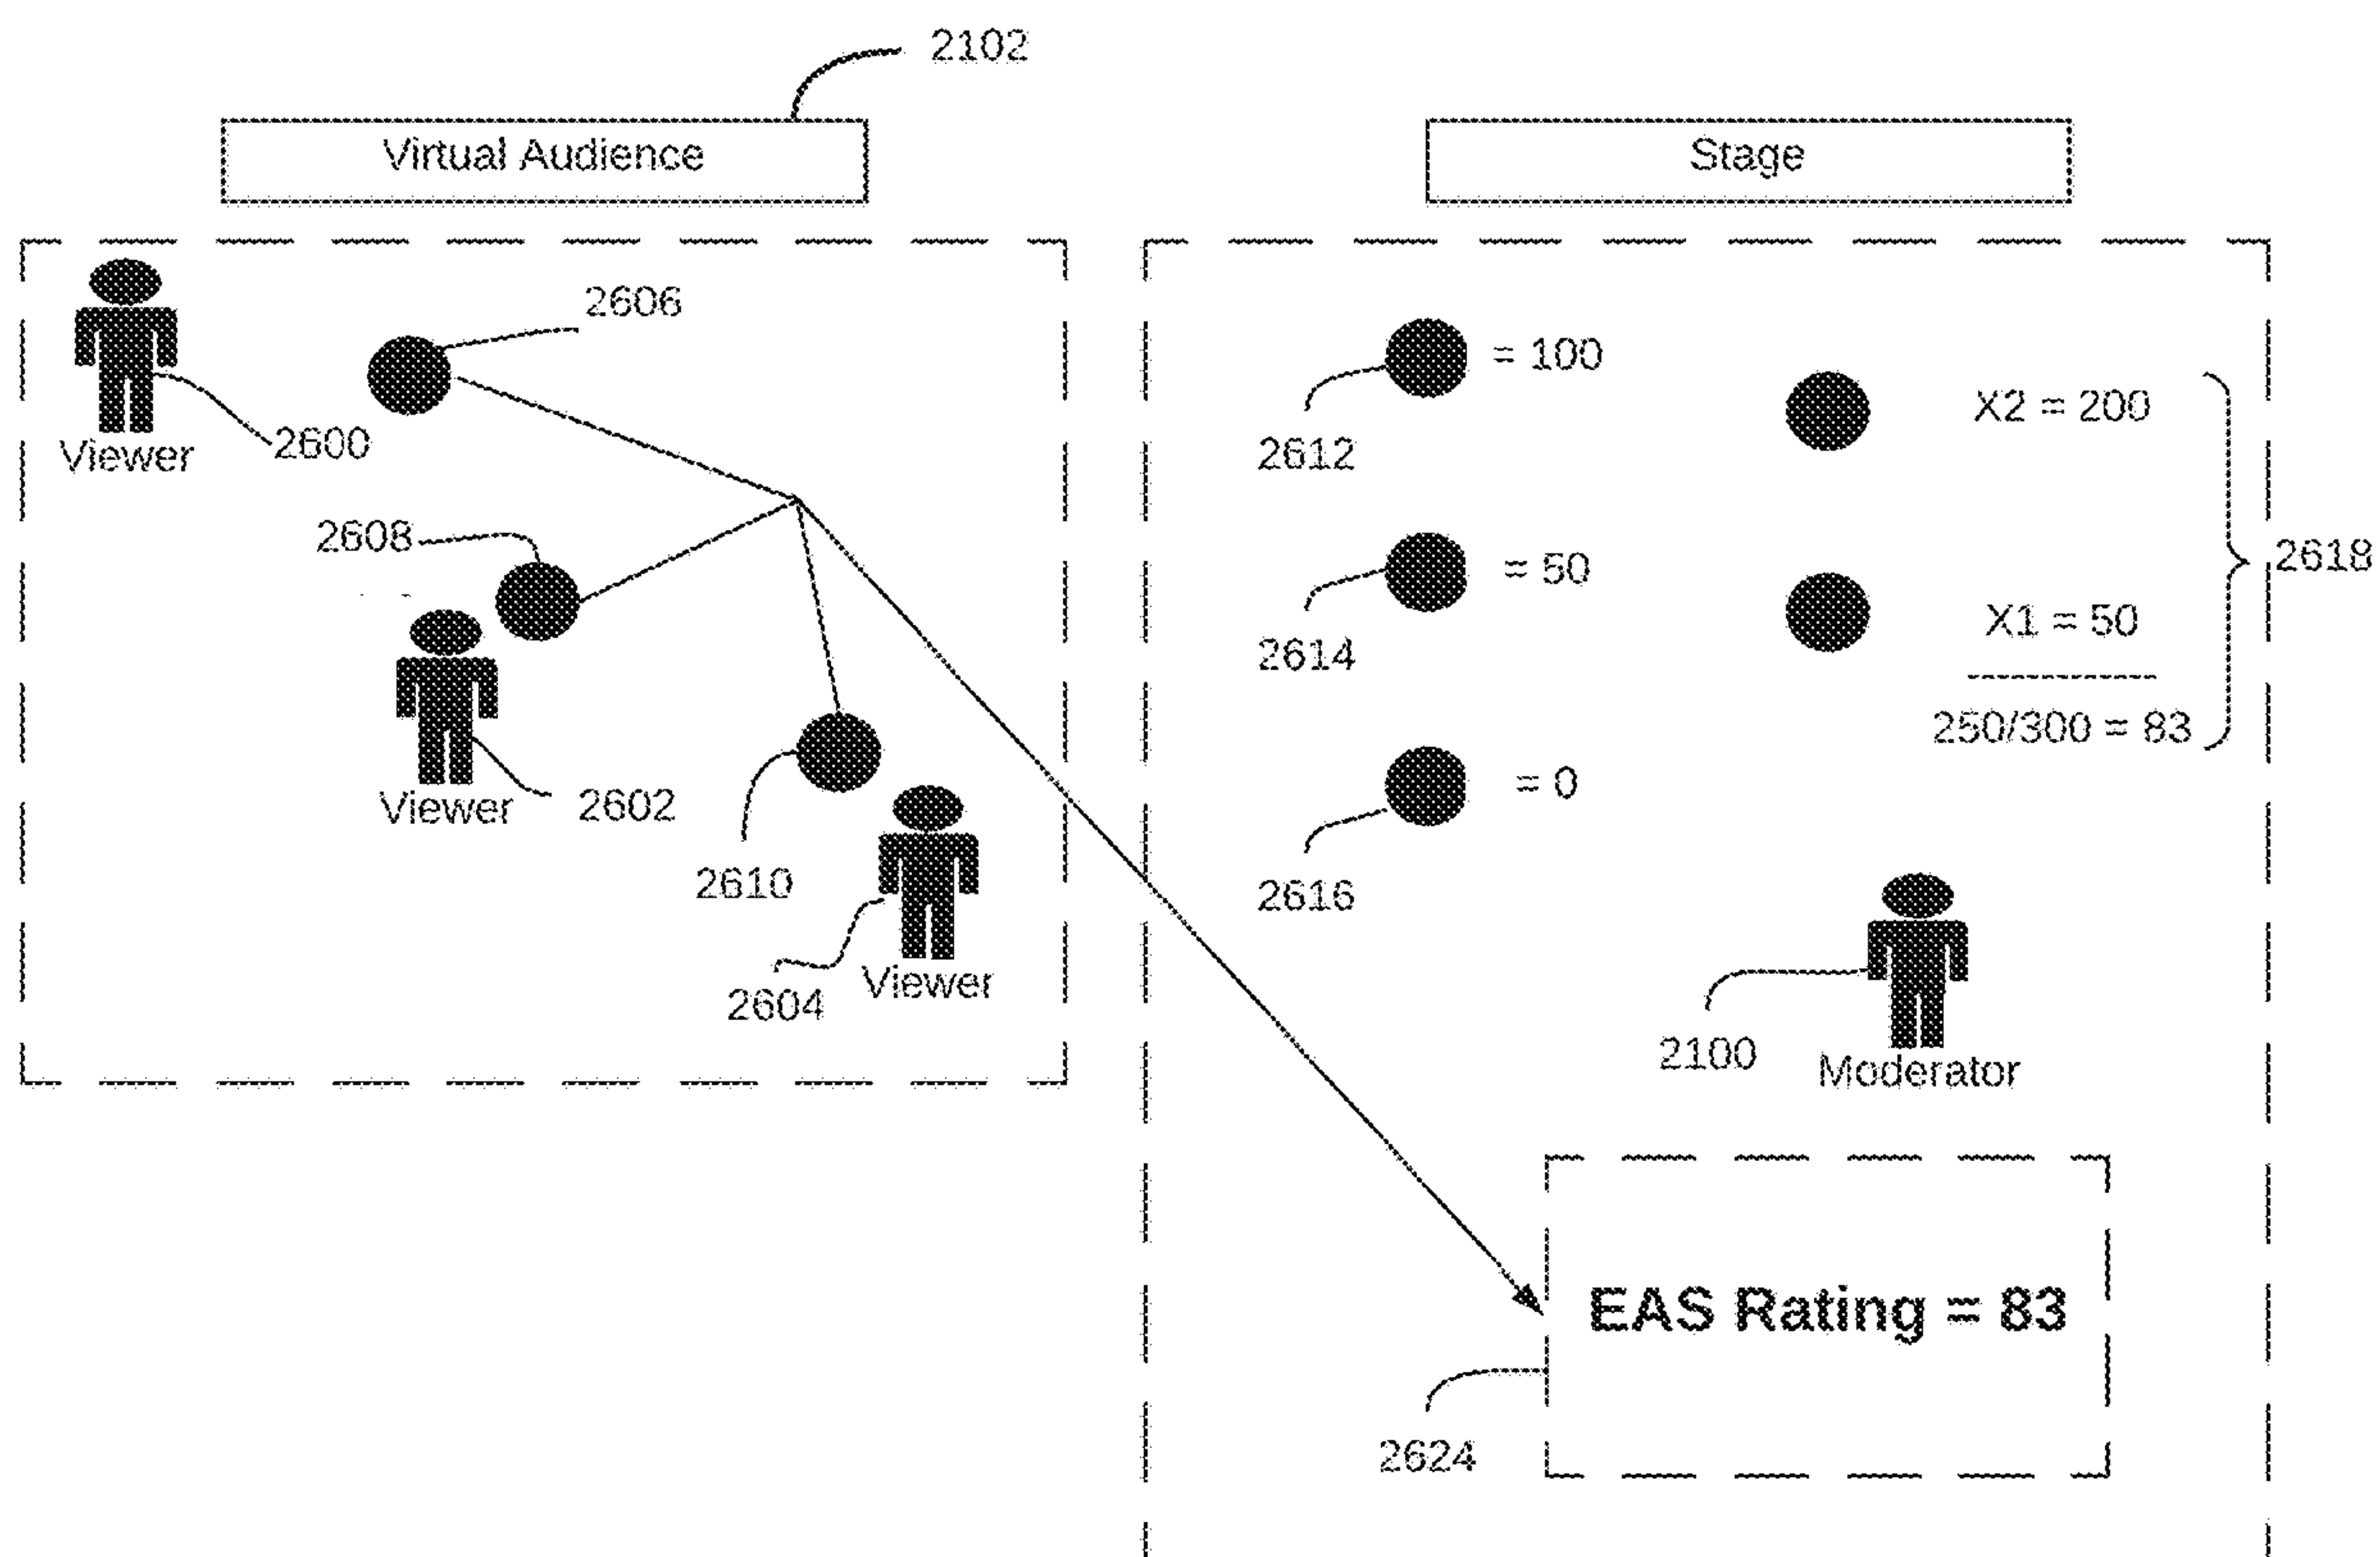 2102
Virtual Audience
Stage
2606
= 100
X2 = 200
2600
Viewer
2612
2608
= 50
2618
X1 = 50
2614
250/300 = 83
= 0
2602
Viewer
2610
2616
2604
Viewer
2100
Moderator
EAS Rating = 83
2624